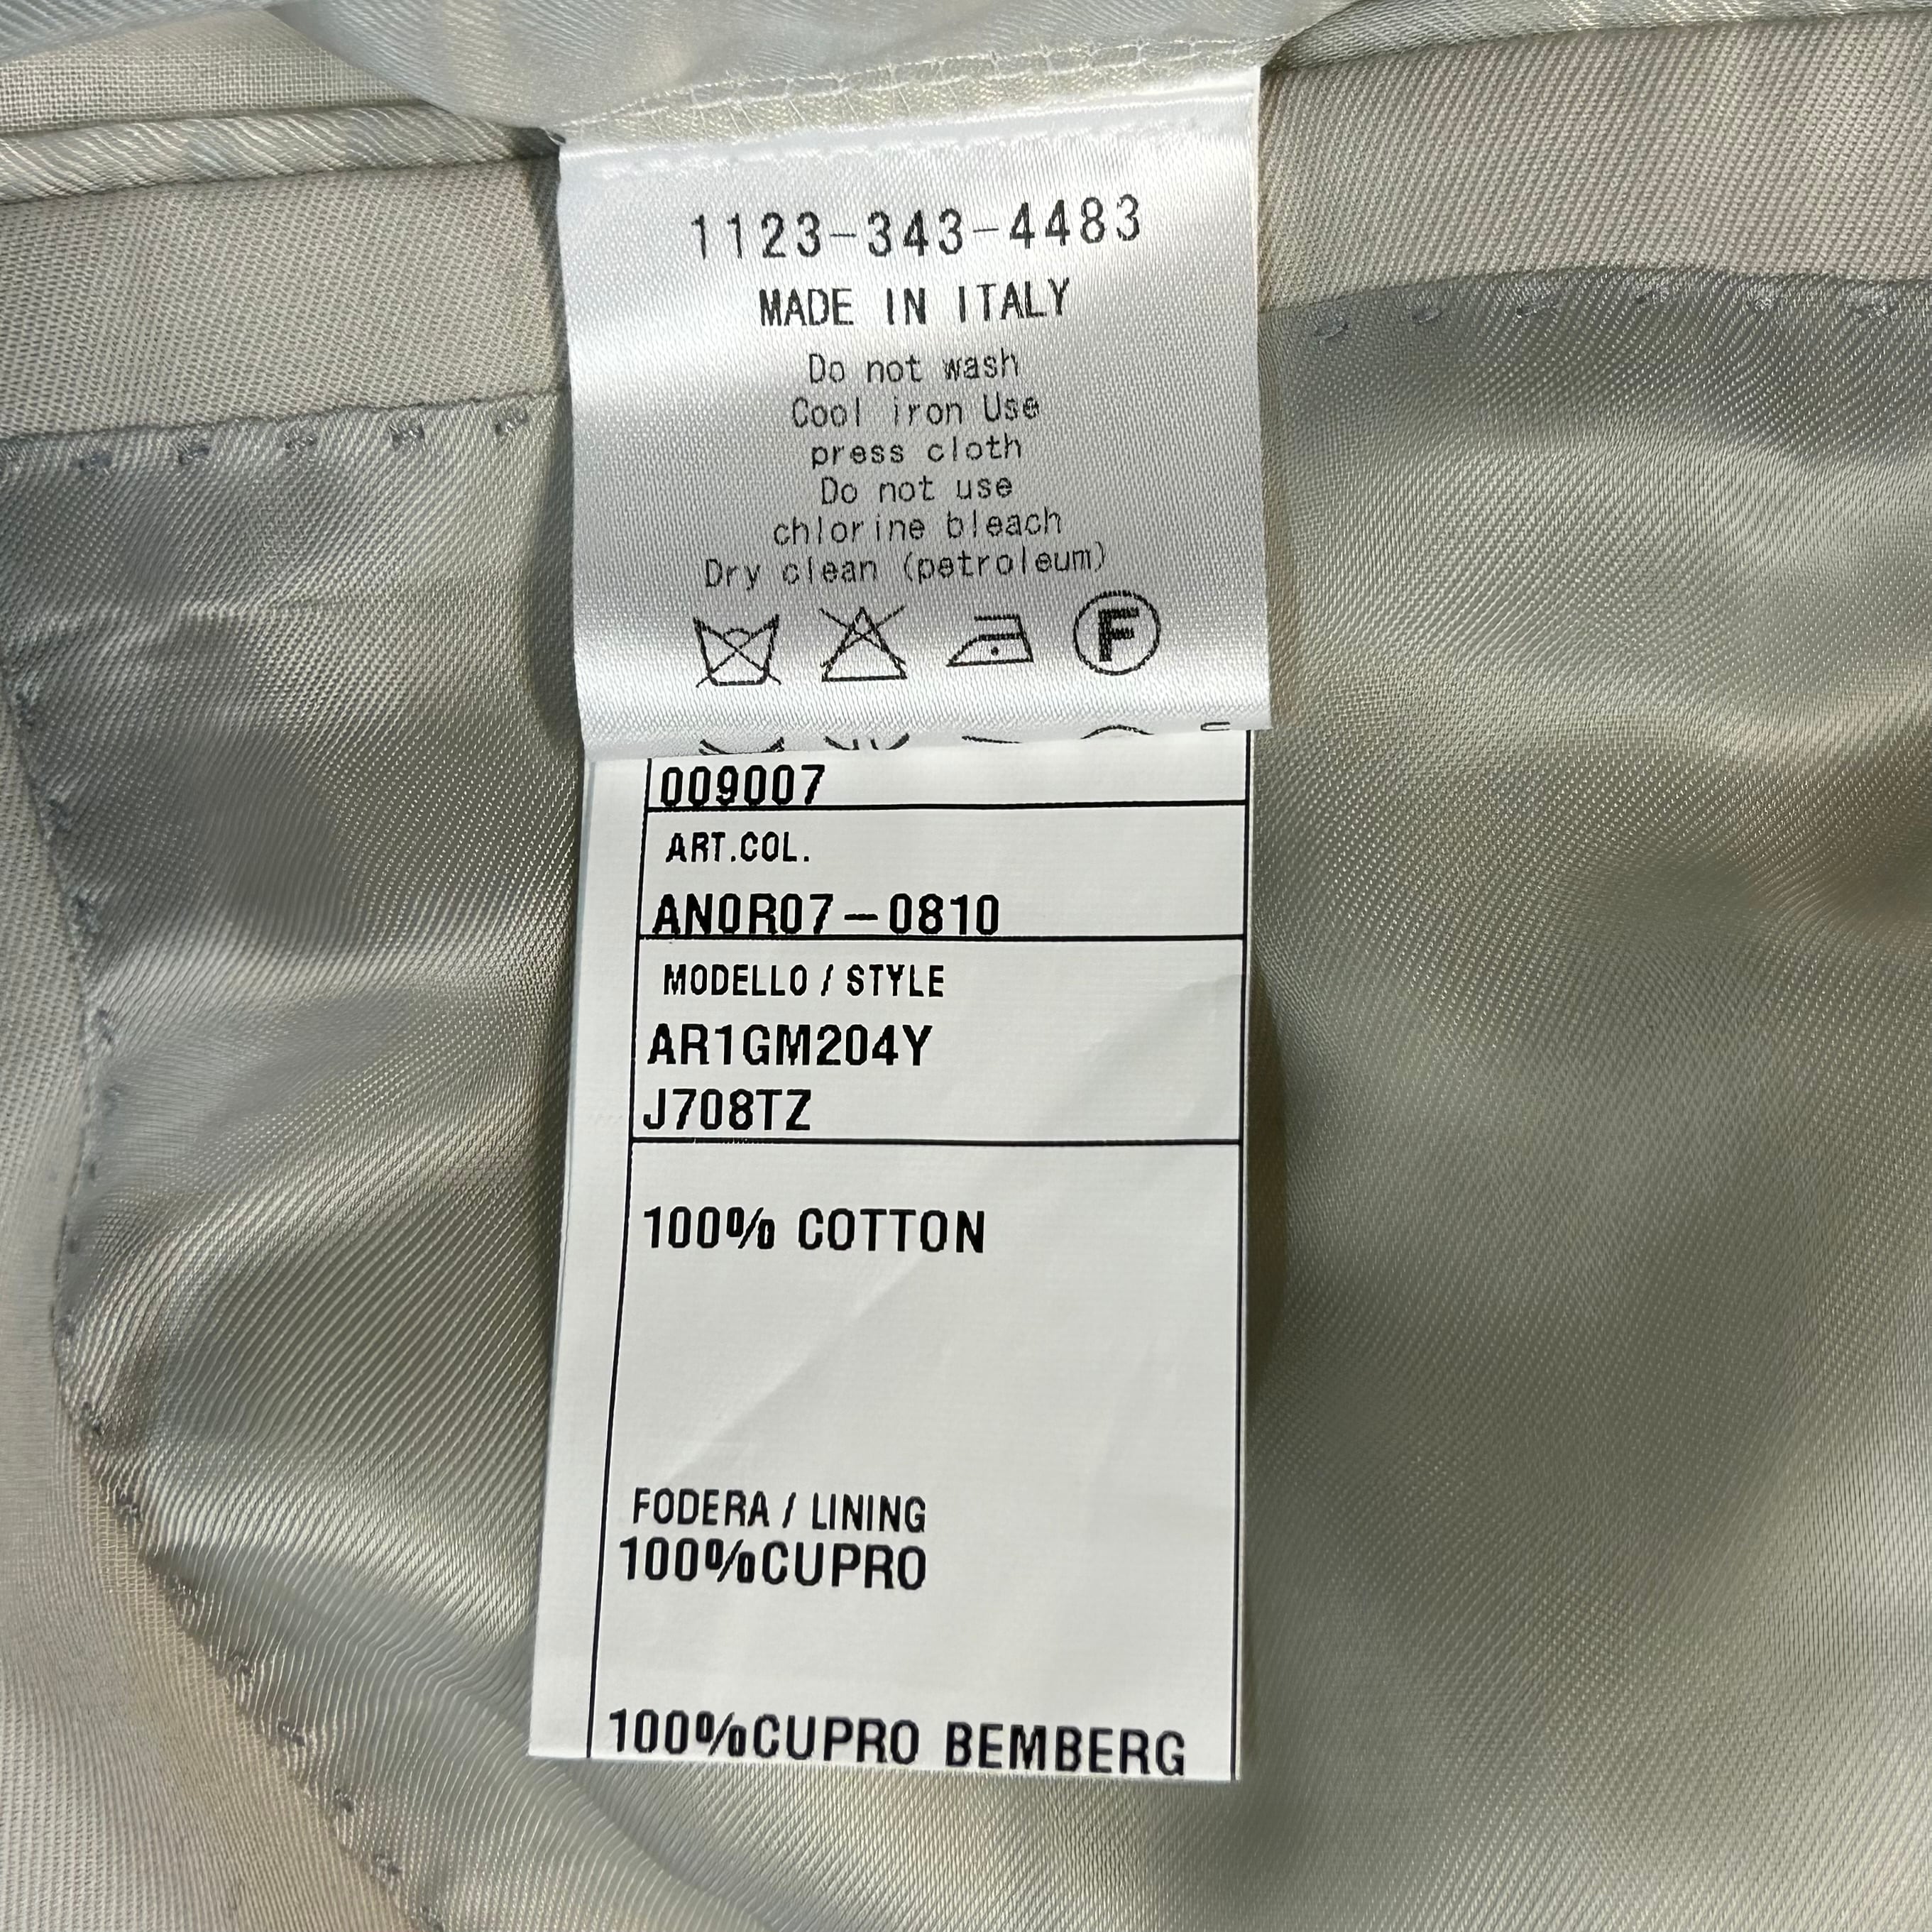 1123-343-4483
MADE IN ITALY
Do not wash
Cool iron Use
press cloth
Do not use
chlorine bleach
Dry clean (petroleum)
F
009007
ART.COL.
AN0R07-0810
MODELLO / STYLE
AR1GM204Y
J708TZ
100% COTTON
FODERA / LINING
100%CUPRO
100%CUPRO BEMBERG